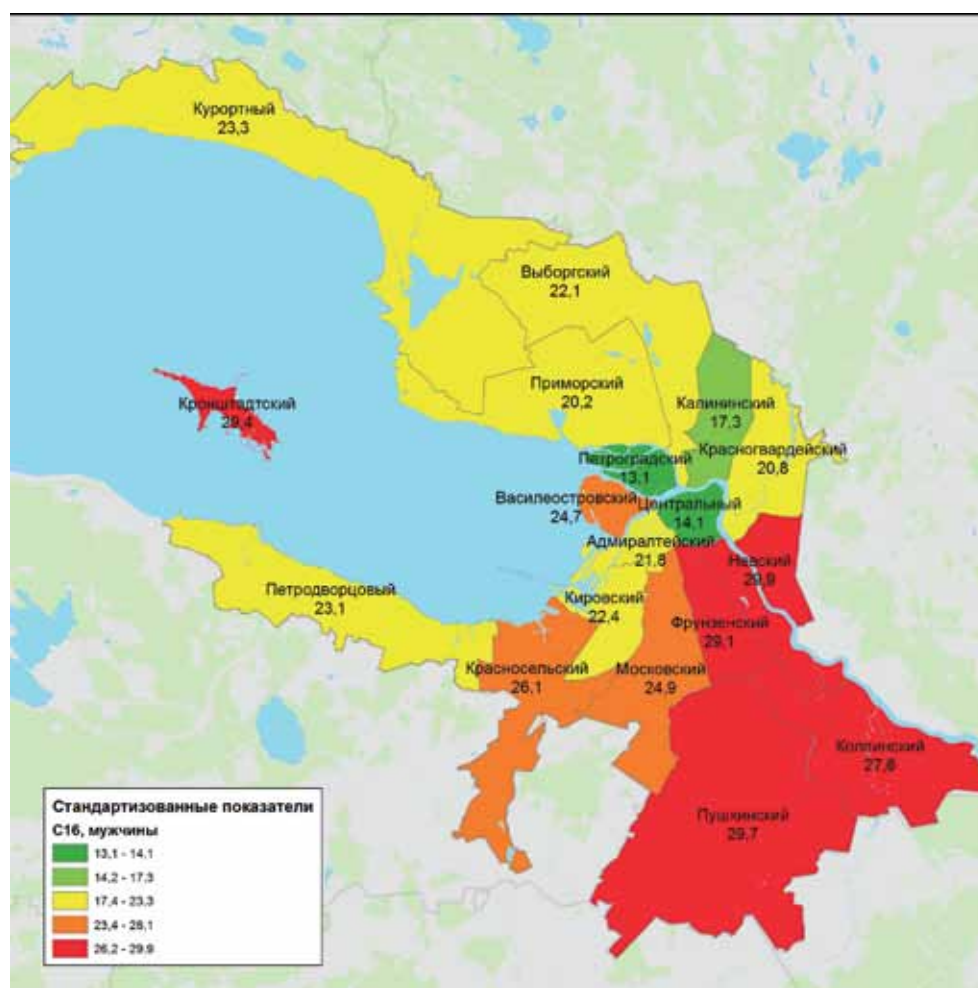 Курортный
23,3
Выборгский
22,1
Приморский
20,2
Кронштадтский
29,4
Калининский
17,3
Красногвардейский
20,8
Петроградский
13,1
Василеостровский
24,7
Центральный
14,1
Адмиралтейский
21,8
Невский
29,9
Петродворцовый
23,1
Кировский
22,4
Фрунзенский
29,1
Красносельский
26,1
Московский
24,9
Колпинский
27,6
Пушкинский
29,7
Стандартизованные показатели
С16, мужчины
13,1 - 14,1
14,2 - 17,3
17,4 - 23,3
23,4 - 26,1
26,2 - 29,9